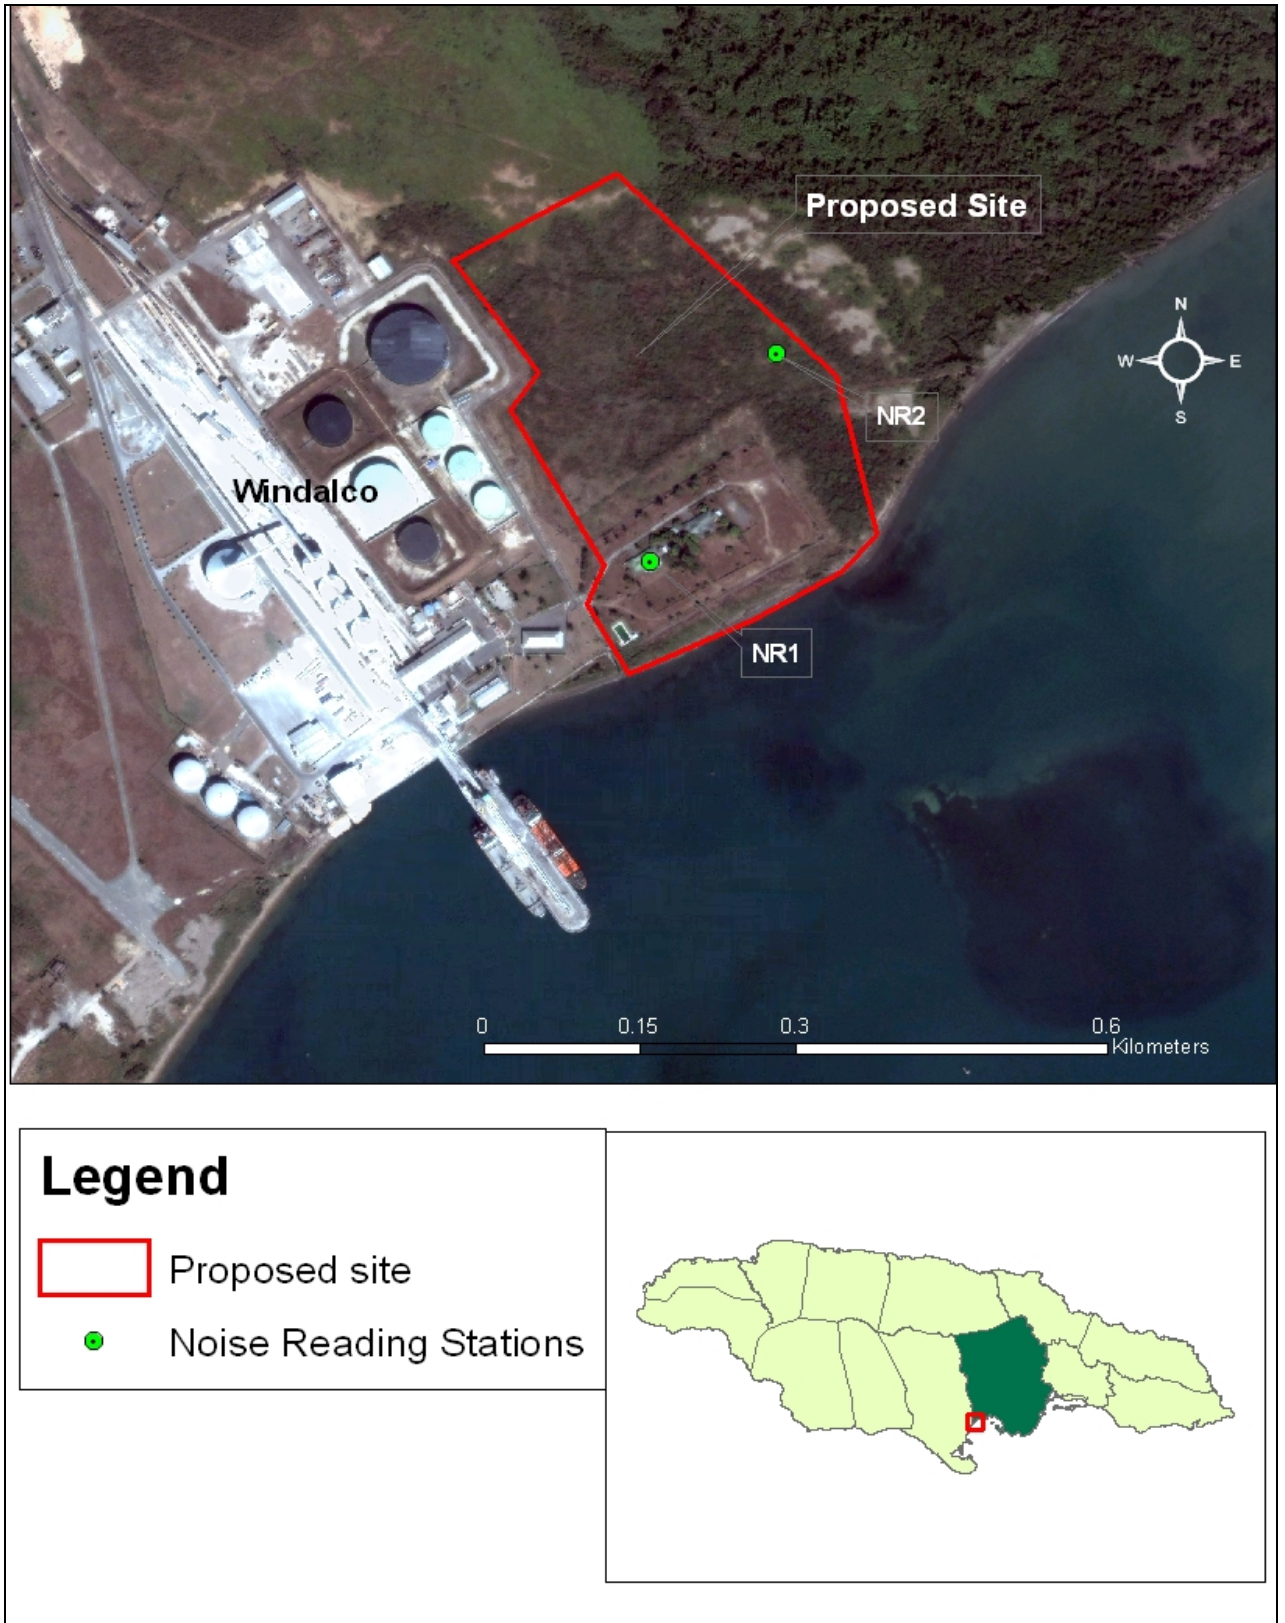 Proposed Site
N
W E
S
NR2
Windalco
NR1
0 0.15 0.3 0.6
Kilometers
Legend
Proposed site
Noise Reading Stations